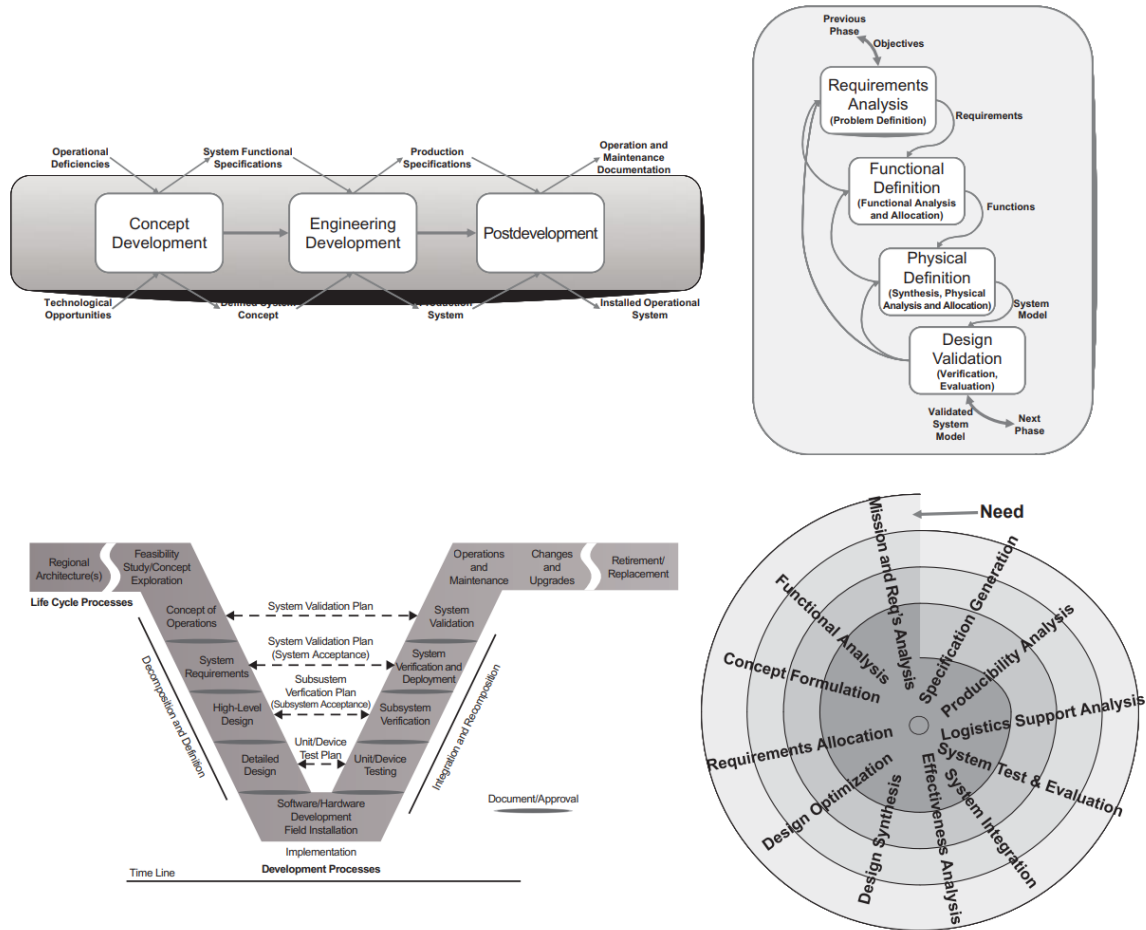 Operational
Deficiencies
System Functional
Specifications
Production
Specifications
Operation and
Maintenance
Documentation
Concept
Development
Engineering
Development
Postdevelopment
Technological
Opportunities
Defined System
Concept
Production
System
Installed Operational
System
Previous
Phase
Objectives
Requirements
Analysis
(Problem Definition)
Requirements
Functional
Definition
(Functional Analysis
and Allocation)
Functions
Physical
Definition
(Synthesis, Physical
Analysis and Allocation)
System
Model
Design
Validation
(Verification,
Evaluation)
Validated
System
Model
Next
Phase
Regional
Architecture(s)
Feasibility
Study/Concept
Exploration
Operations
and
Maintenance
Changes
and
Upgrades
Retirement/
Replacement
Life Cycle Processes
Concept of
Operations
System Validation Plan
System
Validation
System
Requirements
System Validation Plan
(System Acceptance)
System
Verification and
Deployment
High-Level
Design
Subsustem
Verfication Plan
(Subsystem Acceptance)
Subsystem
Verification
Detailed
Design
Unit/Device
Test Plan
Unit/Device
Testing
Decomposition and Definition
Integration and Recomposition
Software/Hardware
Development
Field Installation
Document/Approval
Implementation
Development Processes
Time Line
Need
Mission and Req's Analysis
Functional Analysis
Concept Formulation
Requirements Allocation
Design Optimization
Design Synthesis
Effectiveness Analysis
System Integration
System Test & Evaluation
Logistics Support Analysis
Producibility Analysis
Specification Generation